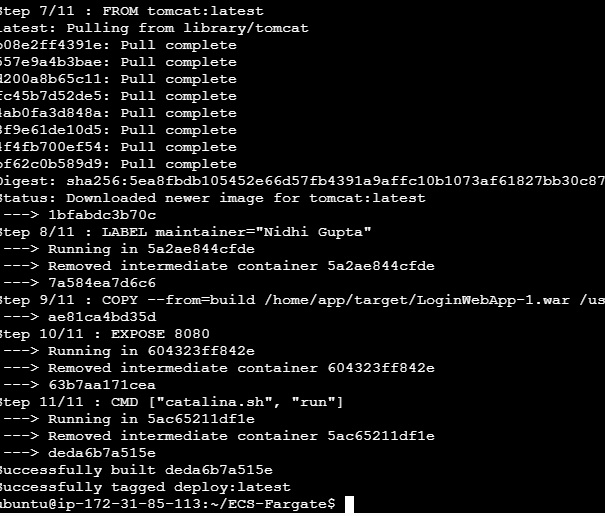 Step 7/11 : FROM tomcat:latest
latest: Pulling from library/tomcat
b08e2ff4391e: Pull complete
557e9a4b3bae: Pull complete
d200a8b65c11: Pull complete
fc45b7d52de5: Pull complete
4ab0fa3d848a: Pull complete
3f9e61de10d5: Pull complete
4f4fb700ef54: Pull complete
bf62c0b589d9: Pull complete
Digest: sha256:5ea8fbdb105452e66d57fb4391a9affc10b1073af61827bb30c87
Status: Downloaded newer image for tomcat:latest
---> 1bfabdc3b70c
Step 8/11 : LABEL maintainer="Nidhi Gupta"
---> Running in 5a2ae844cfde
---> Removed intermediate container 5a2ae844cfde
---> 7a584ea7d6c6
Step 9/11 : COPY --from=build /home/app/target/LoginWebApp-1.war /us
---> ae81ca4bd35d
Step 10/11 : EXPOSE 8080
---> Running in 604323ff842e
---> Removed intermediate container 604323ff842e
---> 63b7aa171cea
Step 11/11 : CMD ["catalina.sh", "run"]
---> Running in 5ac65211df1e
---> Removed intermediate container 5ac65211df1e
---> deda6b7a515e
Successfully built deda6b7a515e
Successfully tagged deploy:latest
ubuntu@ip-172-31-85-113:~/ECS-Fargate$